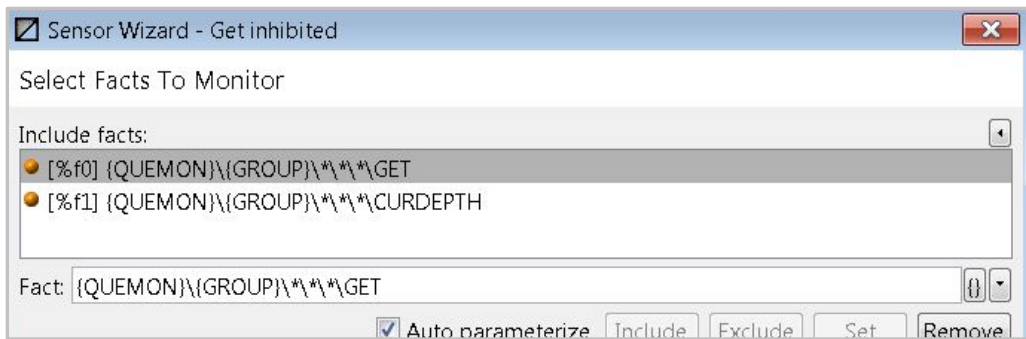 Sensor Wizard - Get inhibited
Select Facts To Monitor
Include facts:
[%f0] {QUEMON}\{GROUP}\*\*\*\GET
[%f1] {QUEMON}\{GROUP}\*\*\*\CURDEPTH
Fact: {QUEMON}\{GROUP}\*\*\*\GET {}
Auto parameterize Include Exclude Set Remove